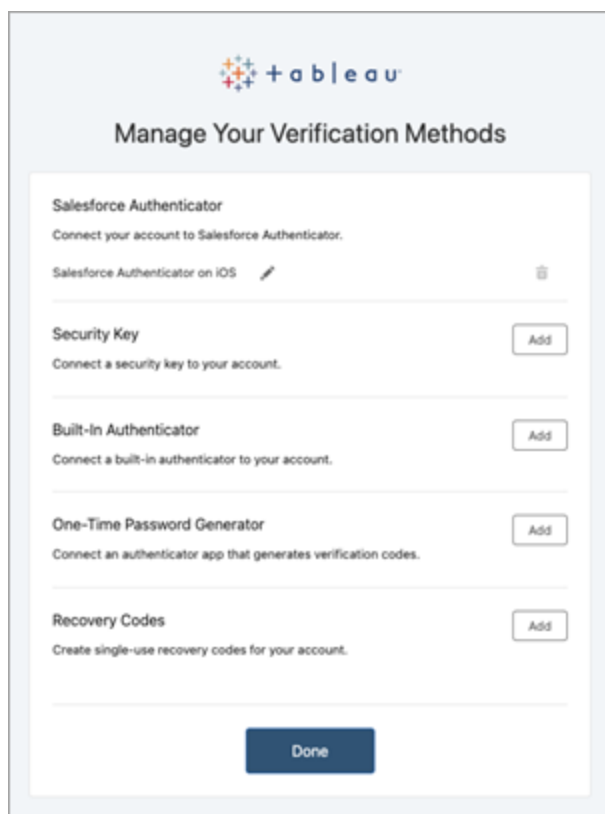 + a b | e a u
Manage Your Verification Methods
Salesforce Authenticator
Connect your account to Salesforce Authenticator.
Salesforce Authenticator on iOS
Security Key
Add
Connect a security key to your account.
Built-In Authenticator
Add
Connect a built-in authenticator to your account.
One-Time Password Generator
Add
Connect an authenticator app that generates verification codes.
Recovery Codes
Add
Create single-use recovery codes for your account.
Done